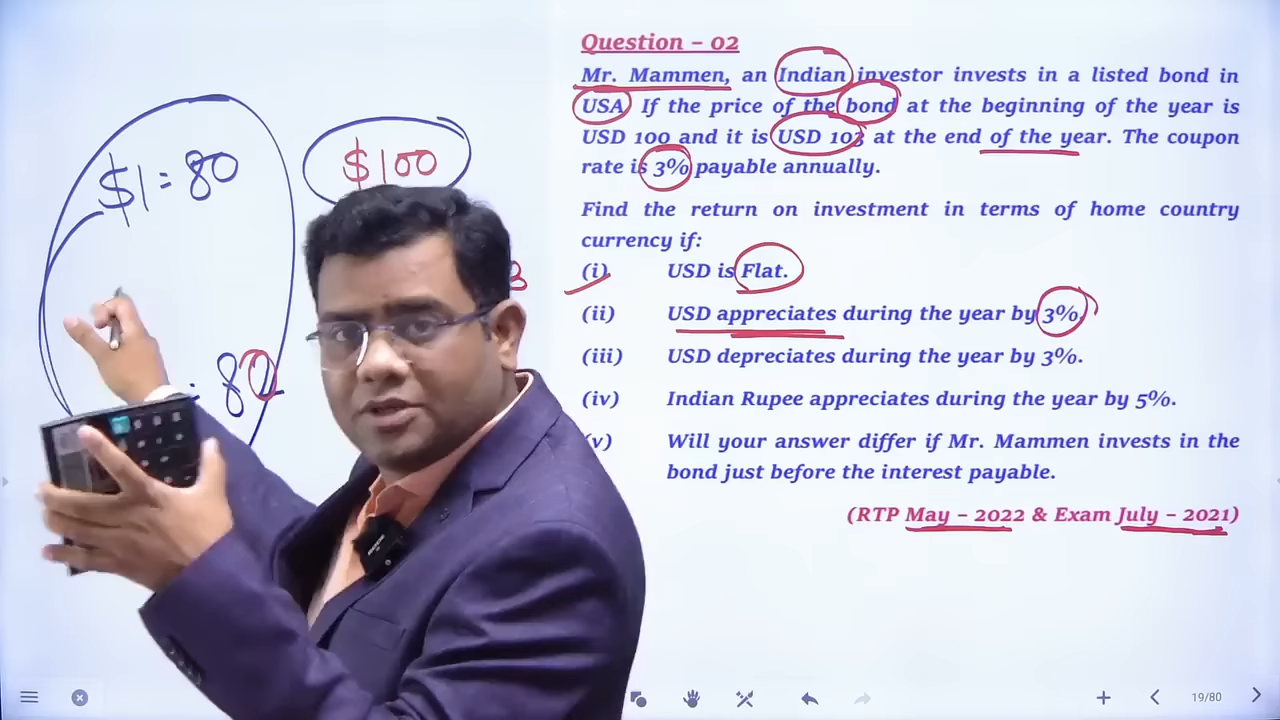 Question – 02
Mr. Mammen, an Indian investor invests in a listed bond in
USA If the price of the bond at the beginning of the year is
USD 100 and it is USD 103 at the end of the year. The coupon
rate is 3% payable annually.
Find the return on investment in terms of home country
currency if:
(i) USD is Flat.
(ii) USD appreciates during the year by 3%.
(iii) USD depreciates during the year by 3%.
(iv) Indian Rupee appreciates during the year by 5%.
(v) Will your answer differ if Mr. Mammen invests in the
bond just before the interest payable.
(RTP May – 2022 & Exam July – 2021)
$1 = 80
$100
3
: 82
19/80